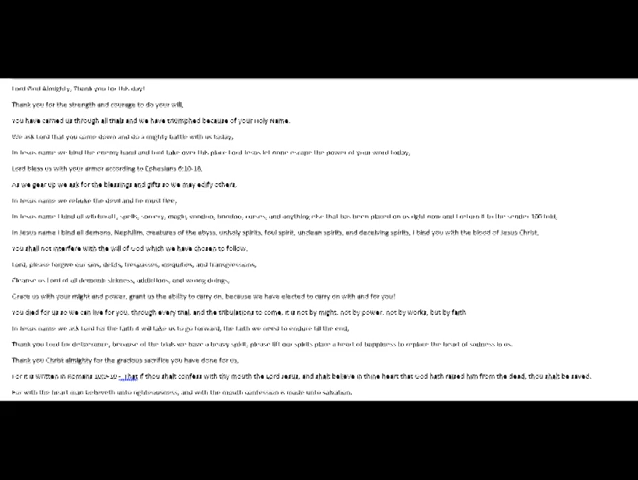 Lord God Almighty, Thank you for this day!
Thank you for the strength and courage to do your will,
You have carried us through all trials and we have triumphed because of your Holy Name.
We ask Lord that you come down and do a mighty battle with us today,
In Jesus name we bind the enemy hand and foot take over this place Lord Jesus let none escape the power of your word today,
Lord bless us with your armor according to Ephesians 6:10-18,
As we gear up we ask for the blessings and gifts so we may edify others.
In Jesus name we rebuke the devil and he must flee,
In Jesus name I bind all witchcraft, spells, sorcery, magic, voodoo, hoodoo, curses, and anything else that has been placed on us right now and I return it to the sender 100 fold,
In Jesus name I bind all demons, Nephilim, creatures of the abyss, unholy spirits, foul spirit, unclean spirits, and deceiving spirits, I bind you with the blood of Jesus Christ,
You shall not interfere with the will of God which we have chosen to follow.
Lord, please forgive our sins, debts, trespasses, iniquities, and transgressions,
Cleanse us Lord of all demonic sickness, addictions, and wrong doings,
Grace us with your might and power, grant us the ability to carry on, because we have elected to carry on with and for you!
You died for us so we can live for you, through every trial, and the tribulations to come, it is not by might, not by power, not by works, but by faith
In Jesus name we ask Lord for the faith it will take us to go forward, the faith we need to endure till the end,
Thank you Lord for deliverance, because of the trials we have a heavy spirit, please lift our spirits place a heart of happiness to replace the heart of sadness in us.
Thank you Christ almighty for the gracious sacrifice you have done for us,
For it is written in Romans 10:9-10 - That if thou shalt confess with thy mouth the Lord Jesus, and shalt believe in thine heart that God hath raised him from the dead, thou shalt be saved.
For with the heart man believeth unto righteousness, and with the mouth confession is made unto salvation.